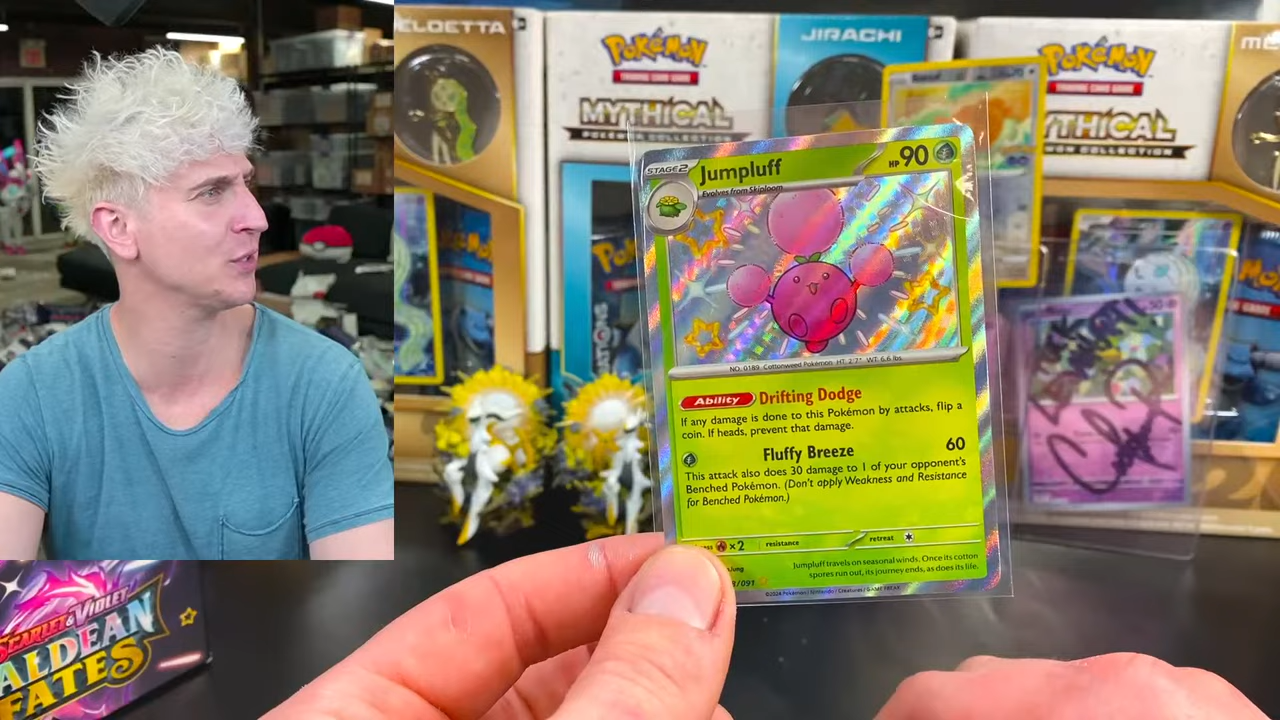 MELOETTA
Pokémon
TRADING CARD GAME
MYTHICAL
POKÉMON COLLECTION
JIRACHI
Pokémon
TRADING CARD GAME
MYTHICAL
POKÉMON COLLECTION
STAGE2
Jumpluff
HP 90
Evolves from Skiploom
NO. 0189 Cottonweed Pokémon HT: 2'7" WT: 6.6 lbs.
Ability Drifting Dodge
If any damage is done to this Pokémon by attacks, flip a
coin. If heads, prevent that damage.
Fluffy Breeze 60
This attack also does 30 damage to 1 of your opponent's
Benched Pokémon. (Don't apply Weakness and Resistance
for Benched Pokémon.)
×2 resistance retreat
Jumpluff travels on seasonal winds. Once its cotton
spores run out, its journey ends, as does its life.
/091
©2024 Pokémon / Nintendo / Creatures / GAME FREAK
SCARLET & VIOLET
ALDEAN
FATES